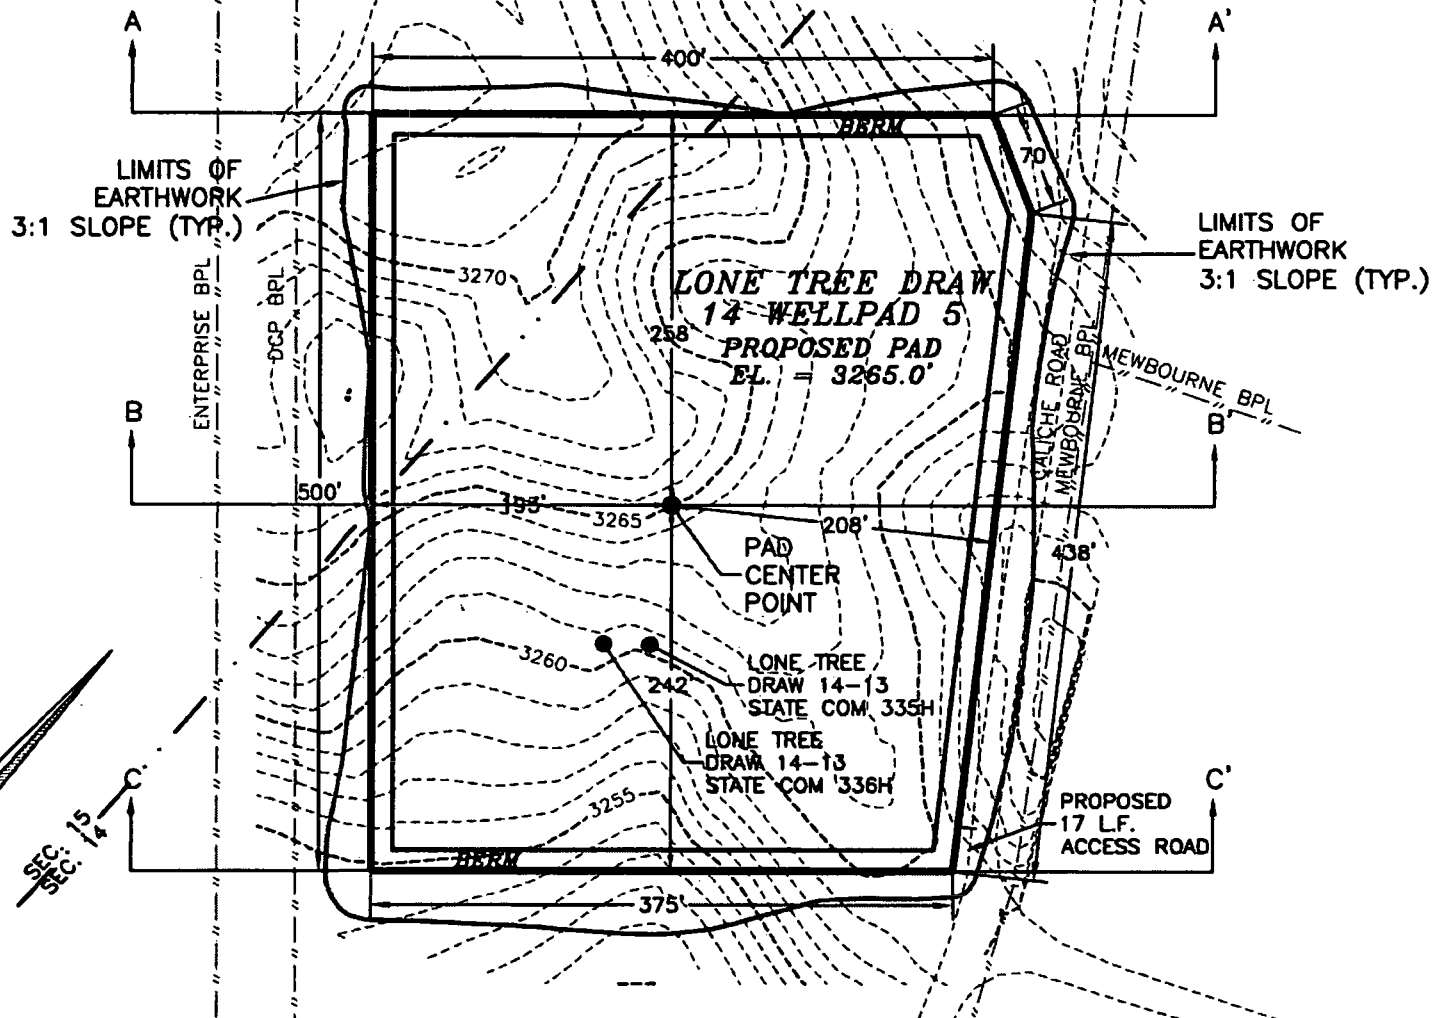 A
A'
400'
BERM
70'
LIMITS OF
EARTHWORK
3:1 SLOPE (TYP.)
LIMITS OF
EARTHWORK
3:1 SLOPE (TYP.)
ENTERPRISE BPL
DCP BPL
3270
LONE TREE DRAW
14 WELLPAD 5
PROPOSED PAD
EL. = 3265.0'
258'
CALICHE ROAD
MEWBOURNE BPL
MEWBOURNE BPL
B
B'
500'
193'
3265
208'
438'
PAD
CENTER
POINT
3260
242'
LONE TREE
DRAW 14-13
STATE COM 335H
LONE TREE
DRAW 14-13
STATE COM 336H
C
C'
3255
PROPOSED
17 L.F.
ACCESS ROAD
SEC. 15
SEC. 14
BERM
375'